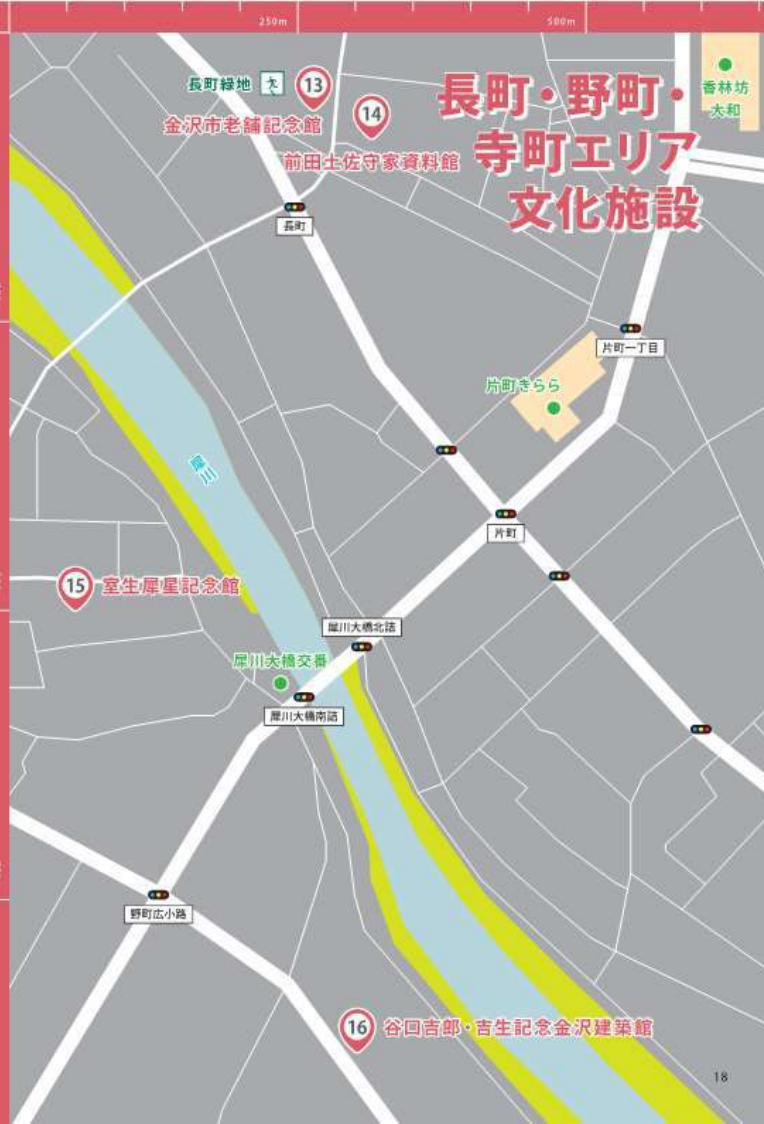 250m
500m
長町緑地
13
金沢市老舗記念館
14
前田土佐守家資料館
長町・野町・
寺町エリア
文化施設
香林坊
大和
長町
片町一丁目
片町きらら
犀川
片町
15
室生犀星記念館
犀川大橋北詰
犀川大橋交番
犀川大橋南詰
野町広小路
16
谷口吉郎・吉生記念金沢建築館
18